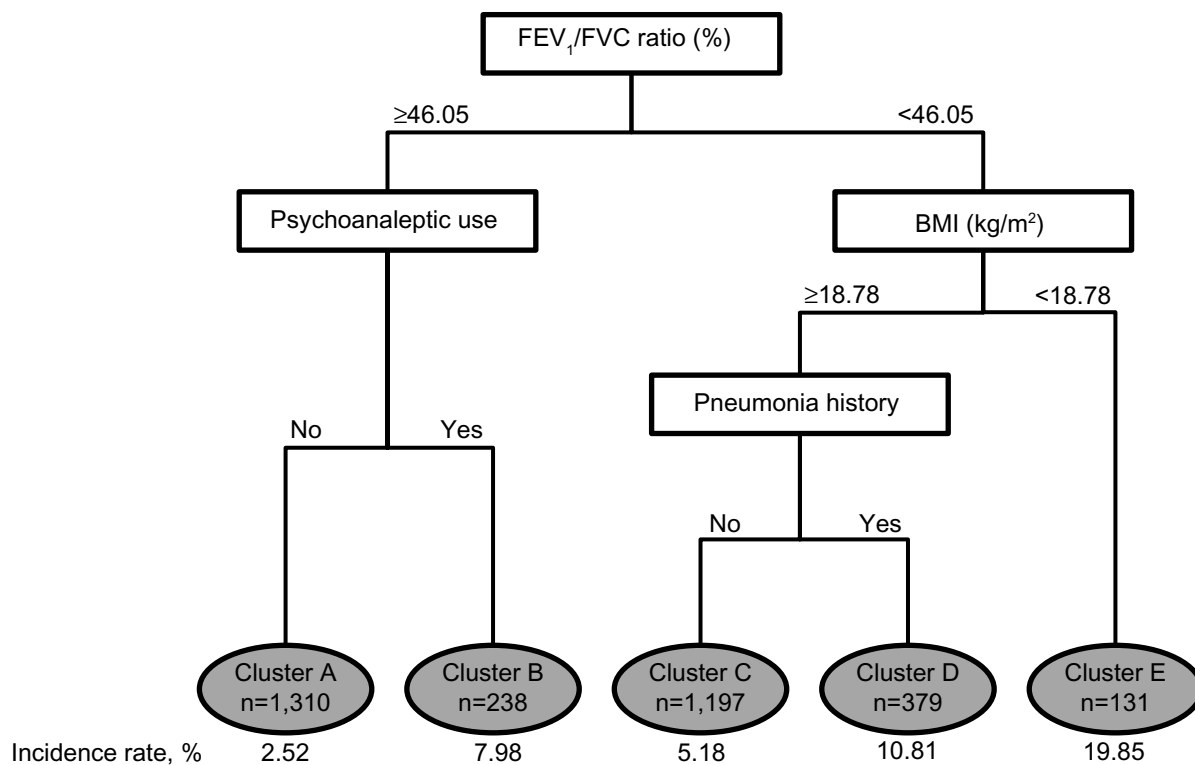 FEV₁/FVC ratio (%)
≥46.05
<46.05
Psychoanaleptic use
BMI (kg/m²)
≥18.78
<18.78
Pneumonia history
No
Yes
No
Yes
Cluster A
n=1,310
Cluster B
n=238
Cluster C
n=1,197
Cluster D
n=379
Cluster E
n=131
Incidence rate, % 2.52 7.98 5.18 10.81 19.85